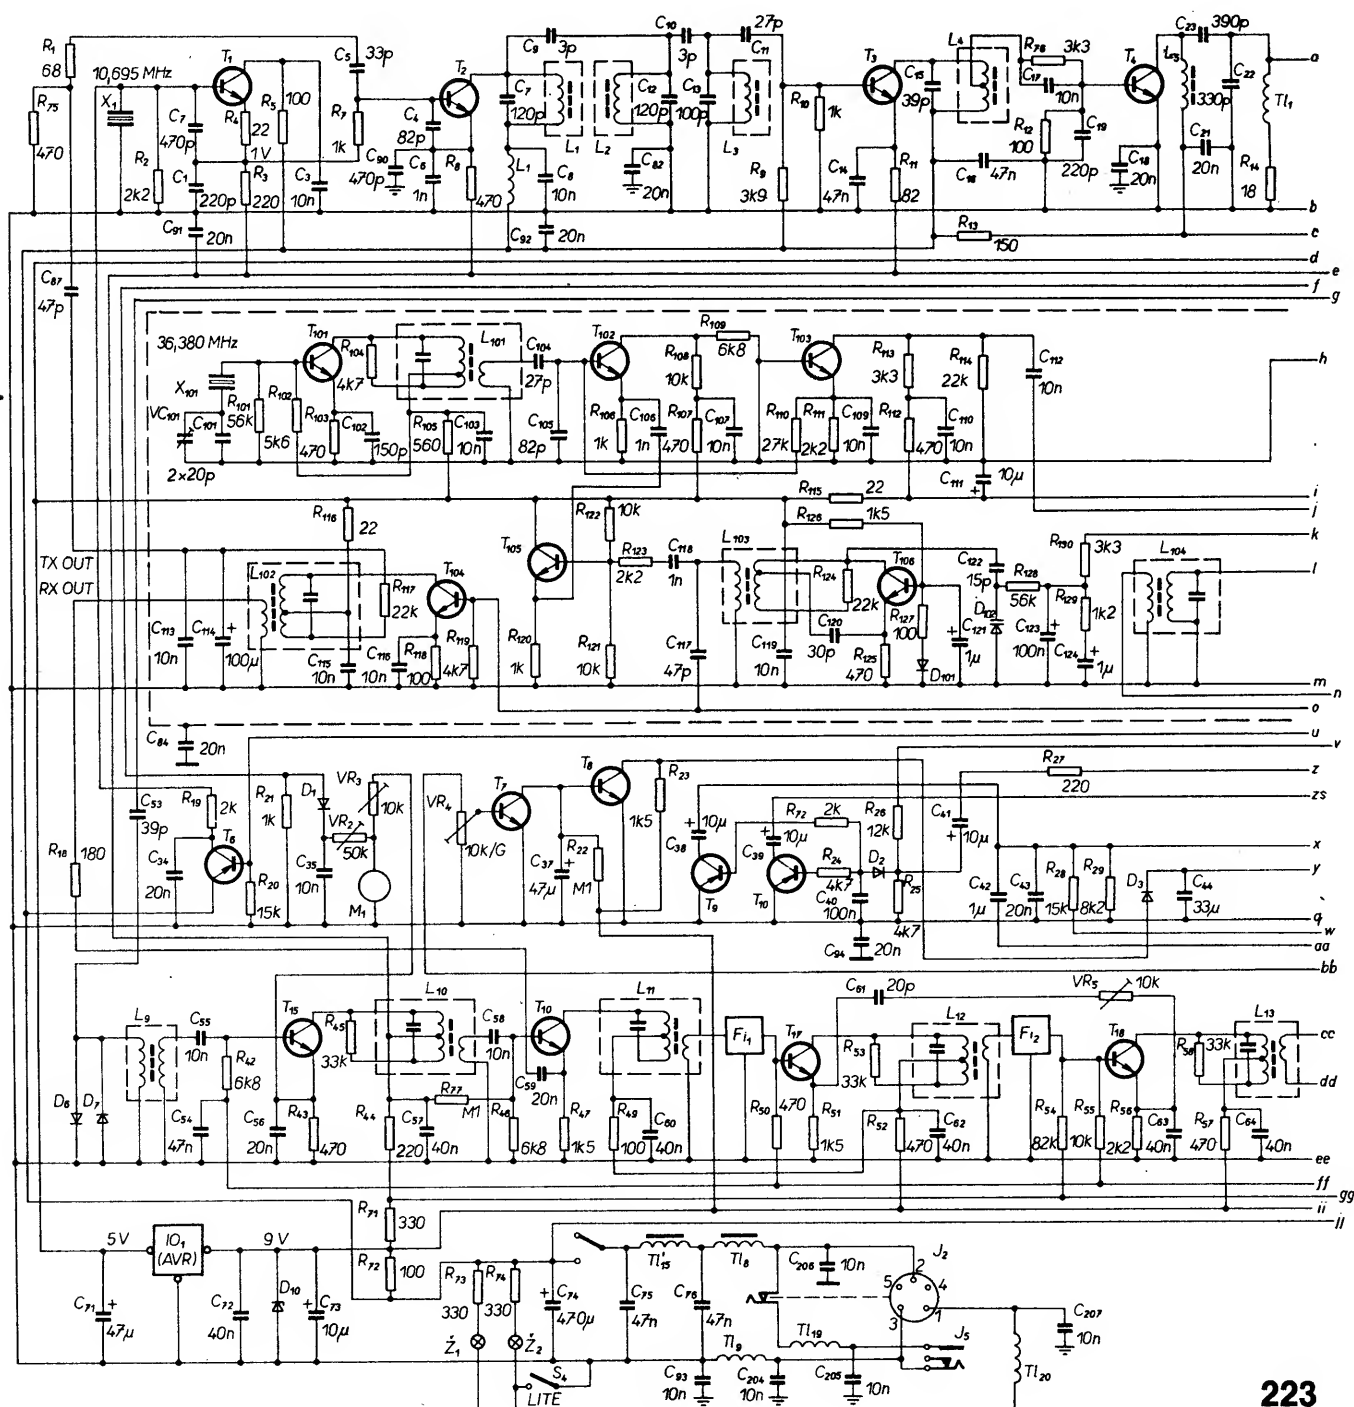 R1
68
10,695 MHz
X1
R75
470
C7
470p
R2
2k2
C1
220p
C91
20n
T1
R4
22
1V
R3
220
R5
100
C3
10n
C5
33p
R7
1k
C4
82p
C90
470p
C6
1n
T2
R8
470
C9
3p
C7
120p
L1
L1
C8
10n
C92
20n
C10
3p
L2
C12
120p
C82
20n
C13
100p
L3
27p
C11
R10
1k
R9
3k9
T3
C14
47n
R11
82
C15
39p
L4
R78
3k3
C17
10n
R12
100
C19
220p
C16
47n
R13
150
T4
C18
20n
C23
390p
L5
330p
C22
C21
20n
Tl1
R14
18
a
b
c
d
e
f
g
C87
47p
36,380 MHz
X101
VC101
C101
2×20p
R101
56k
R102
5k6
T101
R103
470
C102
150p
R104
4k7
L101
R105
560
C103
10n
C104
27p
C105
82p
T102
R106
1k
C106
1n
R107
470
R108
10k
C107
10n
R109
6k8
T103
R110
27k
R111
2k2
C109
10n
R112
470
R113
3k3
C110
10n
R114
22k
C111
10µ
C112
10n
h
i
j
k
l
TX OUT
RX OUT
R116
22
L102
R117
22k
T104
C113
10n
C114
100µ
C115
10n
C116
10n
R118
100
R119
4k7
T105
R120
1k
R122
10k
R121
10k
R123
2k2
C118
1n
C117
47p
L103
C119
10n
R115
22
R126
1k5
R124
22k
C120
30p
T106
R125
470
R127
100
D101
C121
1µ
C122
15p
D102
R128
56k
C123
100n
R130
3k3
R129
1k2
C124
1µ
L104
m
n
o
u
v
z
zs
x
y
q
w
aa
bb
C84
20n
C53
39p
R18
180
R19
2k
T6
C34
20n
R20
15k
R21
1k
D1
VR2
50k
C35
10n
M1
VR3
10k
VR4
10k/G
T7
C37
47µ
R22
M1
T8
R23
1k5
10µ
C38
T9
10µ
C39
T10
R72
2k
R24
4k7
C40
100n
D2
R26
12k
R25
4k7
C94
20n
C41
10µ
R27
220
C42
1µ
C43
20n
R28
15k
R29
8k2
D3
C44
33µ
L9
C55
10n
R42
6k8
D6
D7
C54
47n
T15
C56
20n
R43
470
R45
33k
L10
R44
220
C57
40n
R77
M1
C58
10n
R46
6k8
C59
20n
T10
R47
1k5
L11
R49
100
C60
40n
Fi1
R50
470
T17
R51
1k5
C61
20p
R53
33k
L12
R52
470
C62
40n
Fi2
R54
82k
R55
10k
T18
R56
2k2
C63
40n
VR5
10k
R58
33k
L13
R57
470
C64
40n
cc
dd
ee
ff
gg
ii
jj
5V
IO1
(AVR)
9V
C71
47µ
C72
40n
D10
C73
10µ
R71
330
R72
100
R73
330
R74
330
Ž1
Ž2
C74
470µ
S4
LITE
C75
47n
Tl15
Tl8
C76
47n
Tl9
C93
10n
C204
10n
C206
10n
Tl19
C205
10n
J2
2
5
4
3
1
J5
C207
10n
Tl20
223